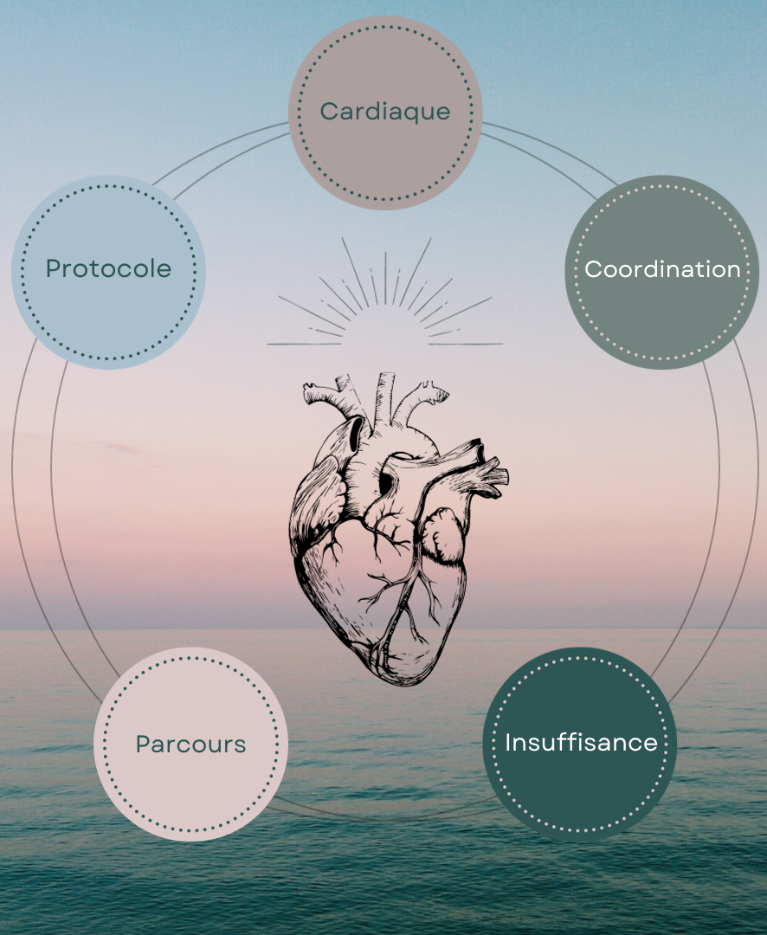 Cardiaque
Protocole
Coordination
Parcours
Insuffisance